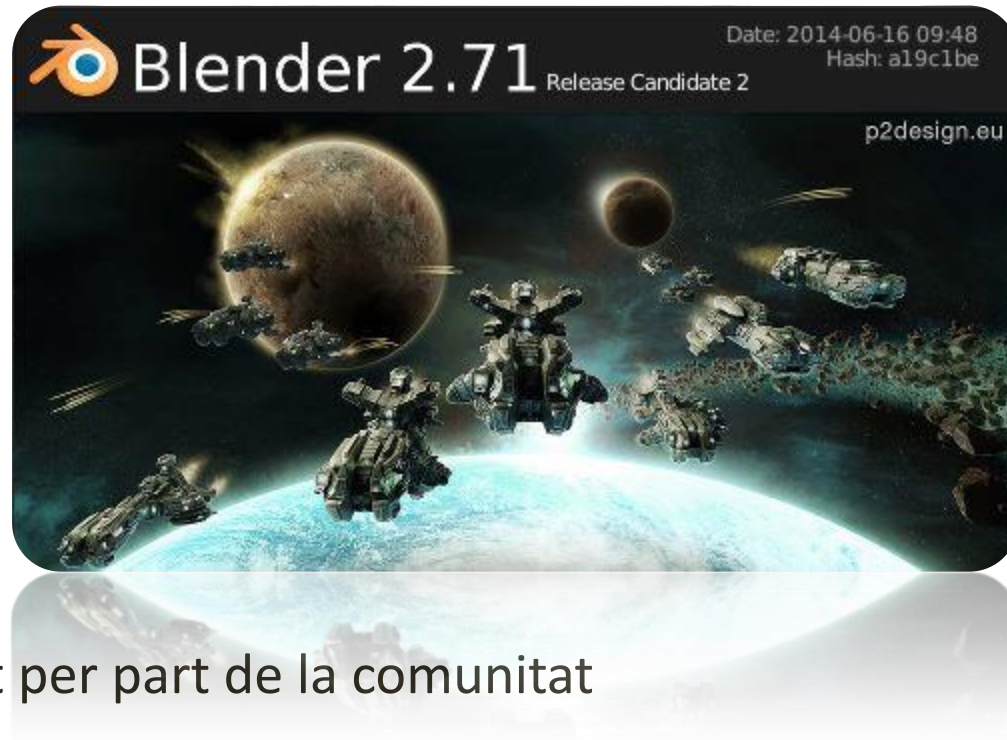 Blender 2.71 Release Candidate 2
Date: 2014-06-16 09:48
Hash: a19c1be
p2design.eu
per part de la comunitat